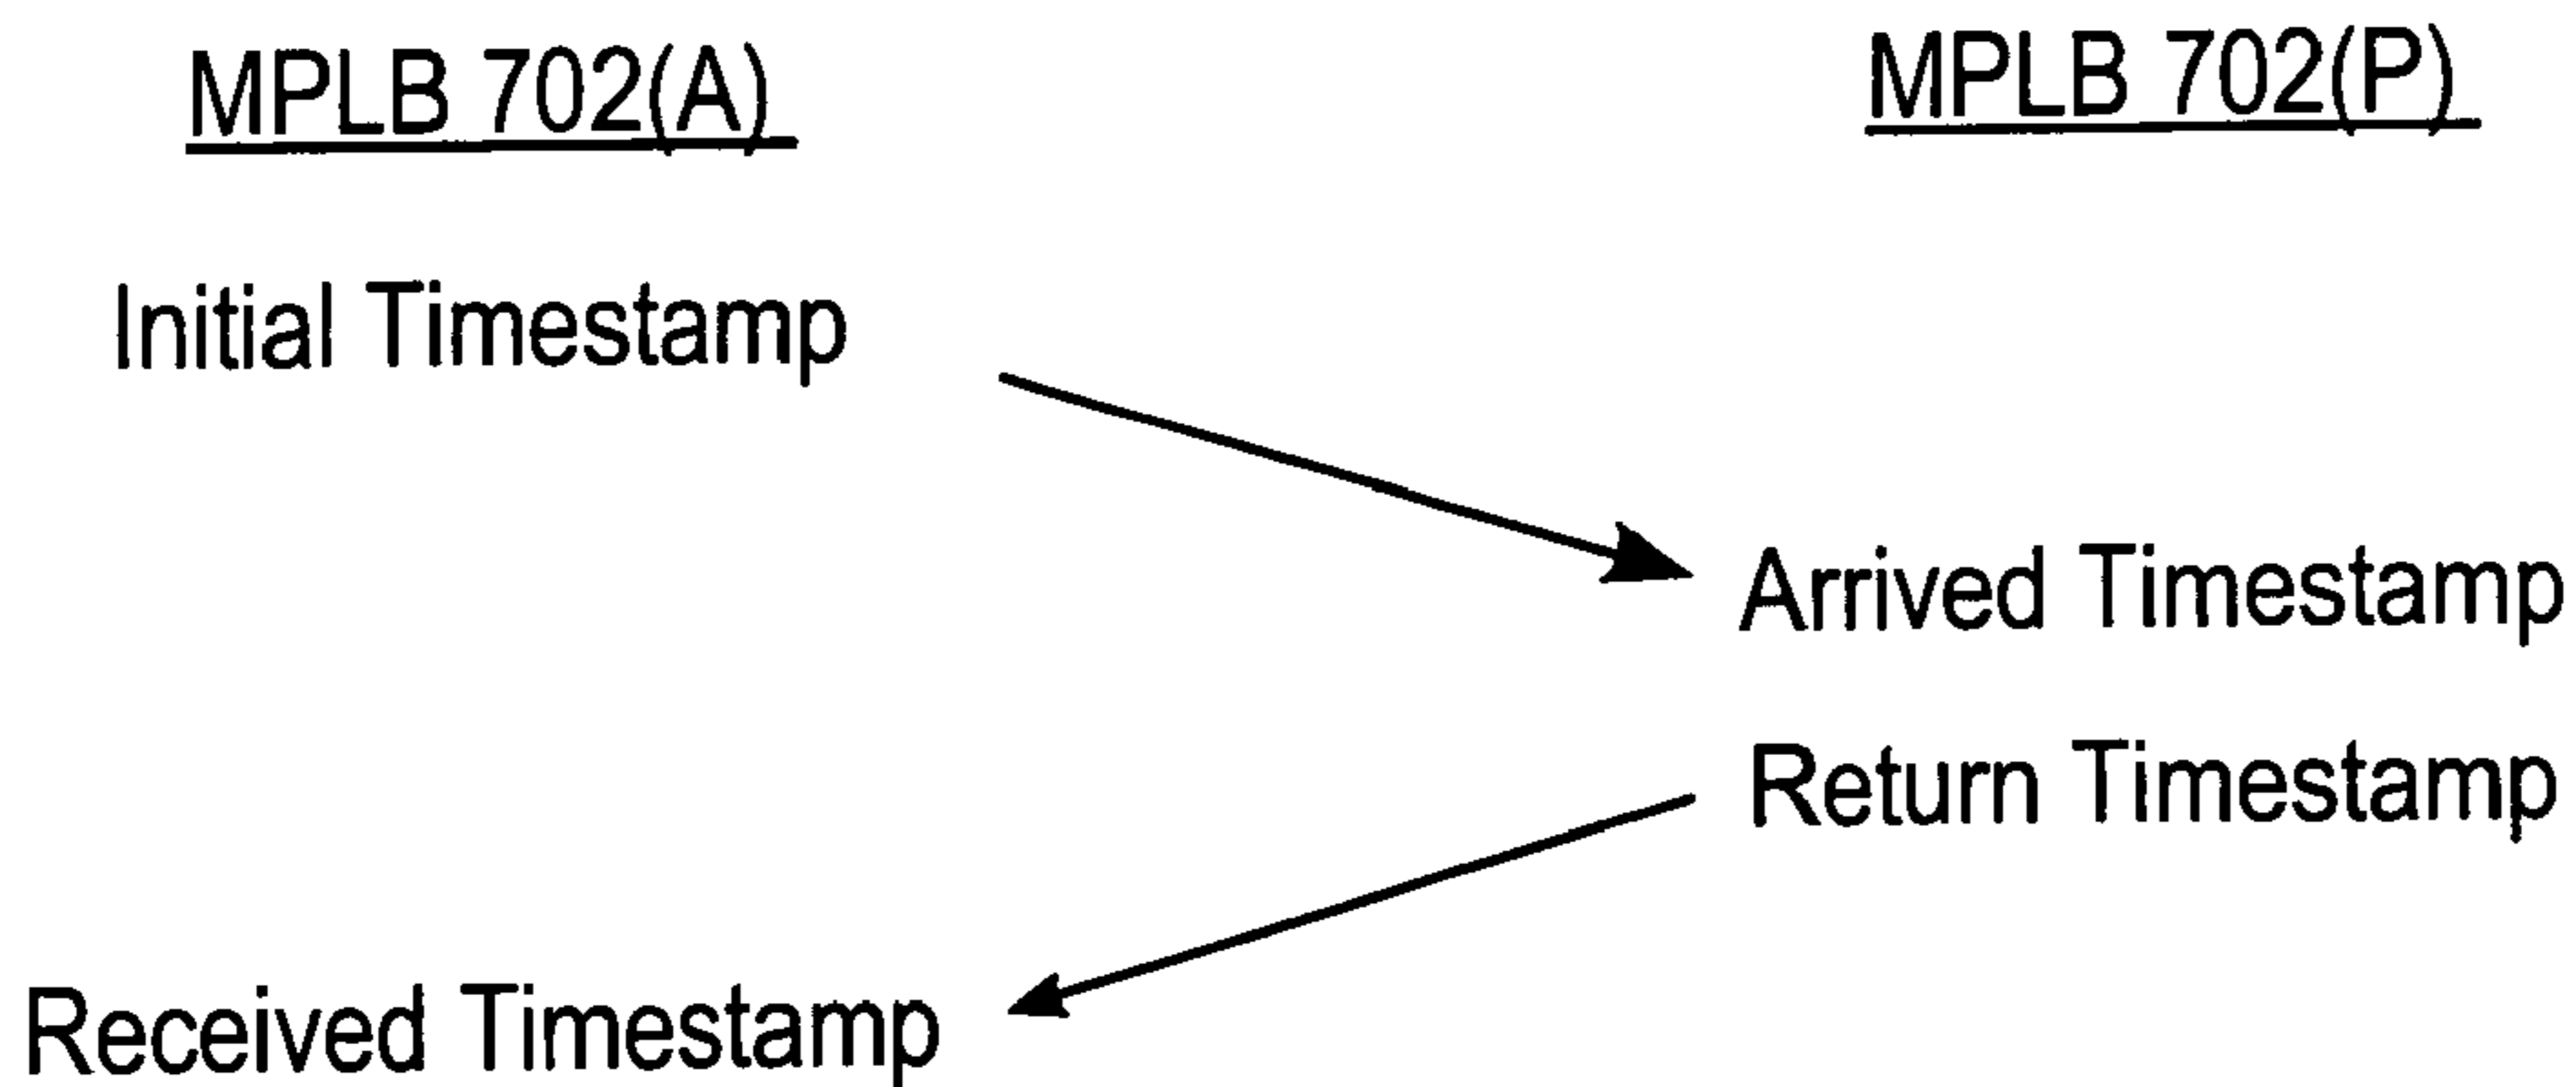 MPLB 702(A)
MPLB 702(P)
Initial Timestamp
Arrived Timestamp
Return Timestamp
Received Timestamp